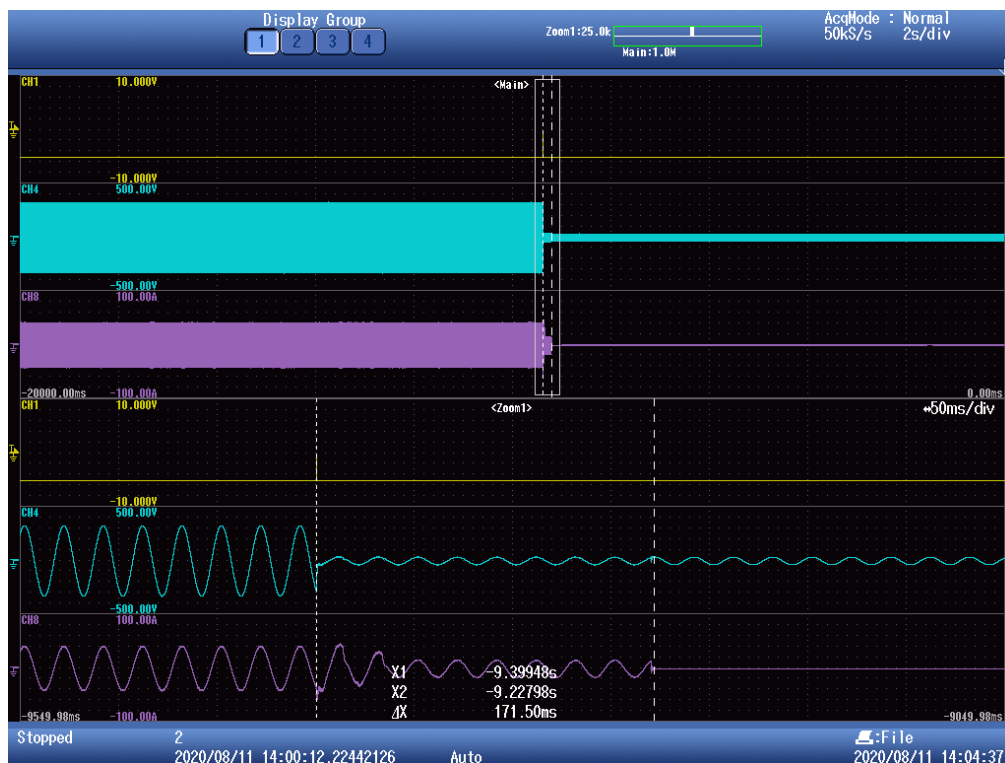 Display Group
1 2 3 4
Zoom1:25.0k
Main:1.0M
AcqMode : Normal
50kS/s 2s/div
CH1 10.000V
<Main>
-10.000V
CH4 500.00V
-500.00V
CH8 100.00A
-20000.00ms -100.00A 0.00ms
CH1 10.000V
<Zoom1>
↔50ms/div
-10.000V
CH4 500.00V
-500.00V
CH8 100.00A
X1 -9.39948s
X2 -9.22798s
ΔX 171.50ms
-9549.98ms -100.00A -9049.98ms
Stopped 2
2020/08/11 14:00:12.22442126 Auto
:File
2020/08/11 14:04:37